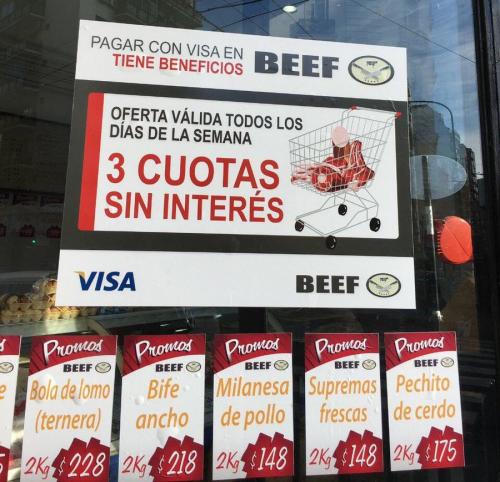 PAGAR CON VISA EN
TIENE BENEFICIOS
BEEF
OFERTA VÁLIDA TODOS LOS
DÍAS DE LA SEMANA
3 CUOTAS
SIN INTERÉS
VISA
BEEF
Promos
BEEF
Bola de lomo
(ternera)
2Kg $228
Promos
BEEF
Bife
ancho
2Kg $218
Promos
BEEF
Milanesa
de pollo
2Kg $148
Promos
BEEF
Supremas
frescas
2Kg $148
Promos
BEEF
Pechito
de cerdo
2Kg $175